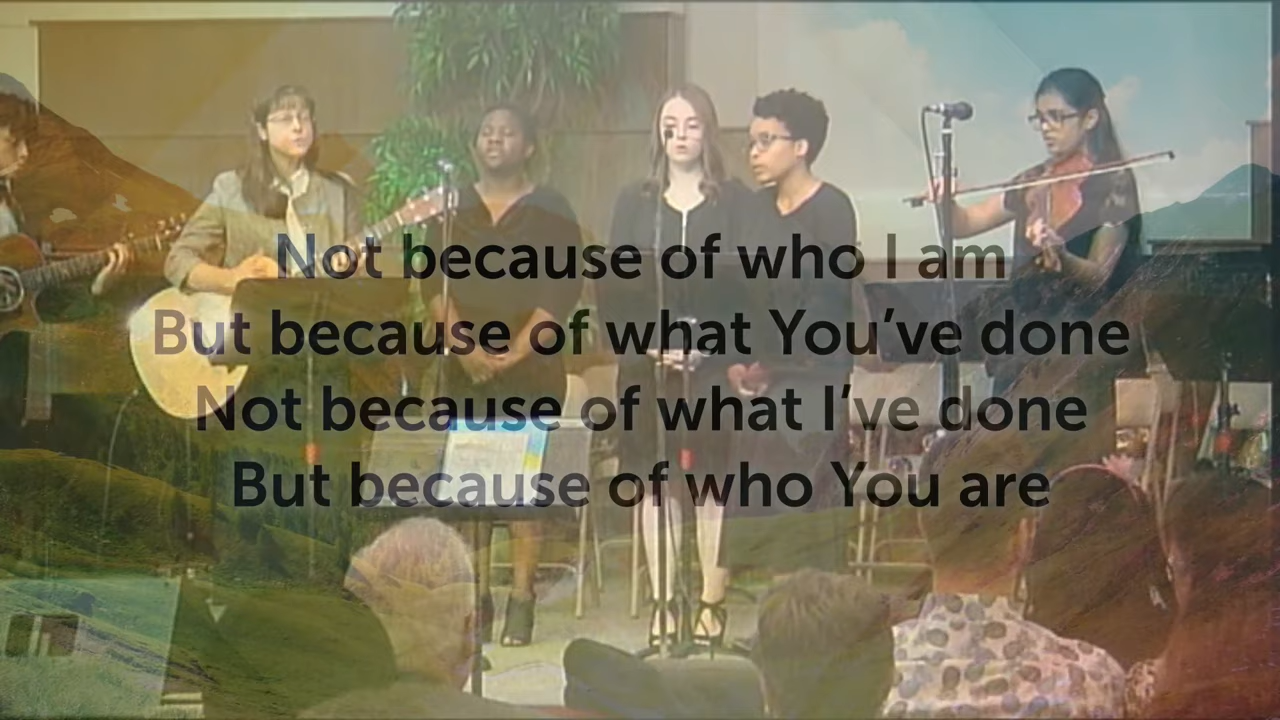 Not because of who I am
But because of what You’ve done
Not because of what I’ve done
But because of who You are